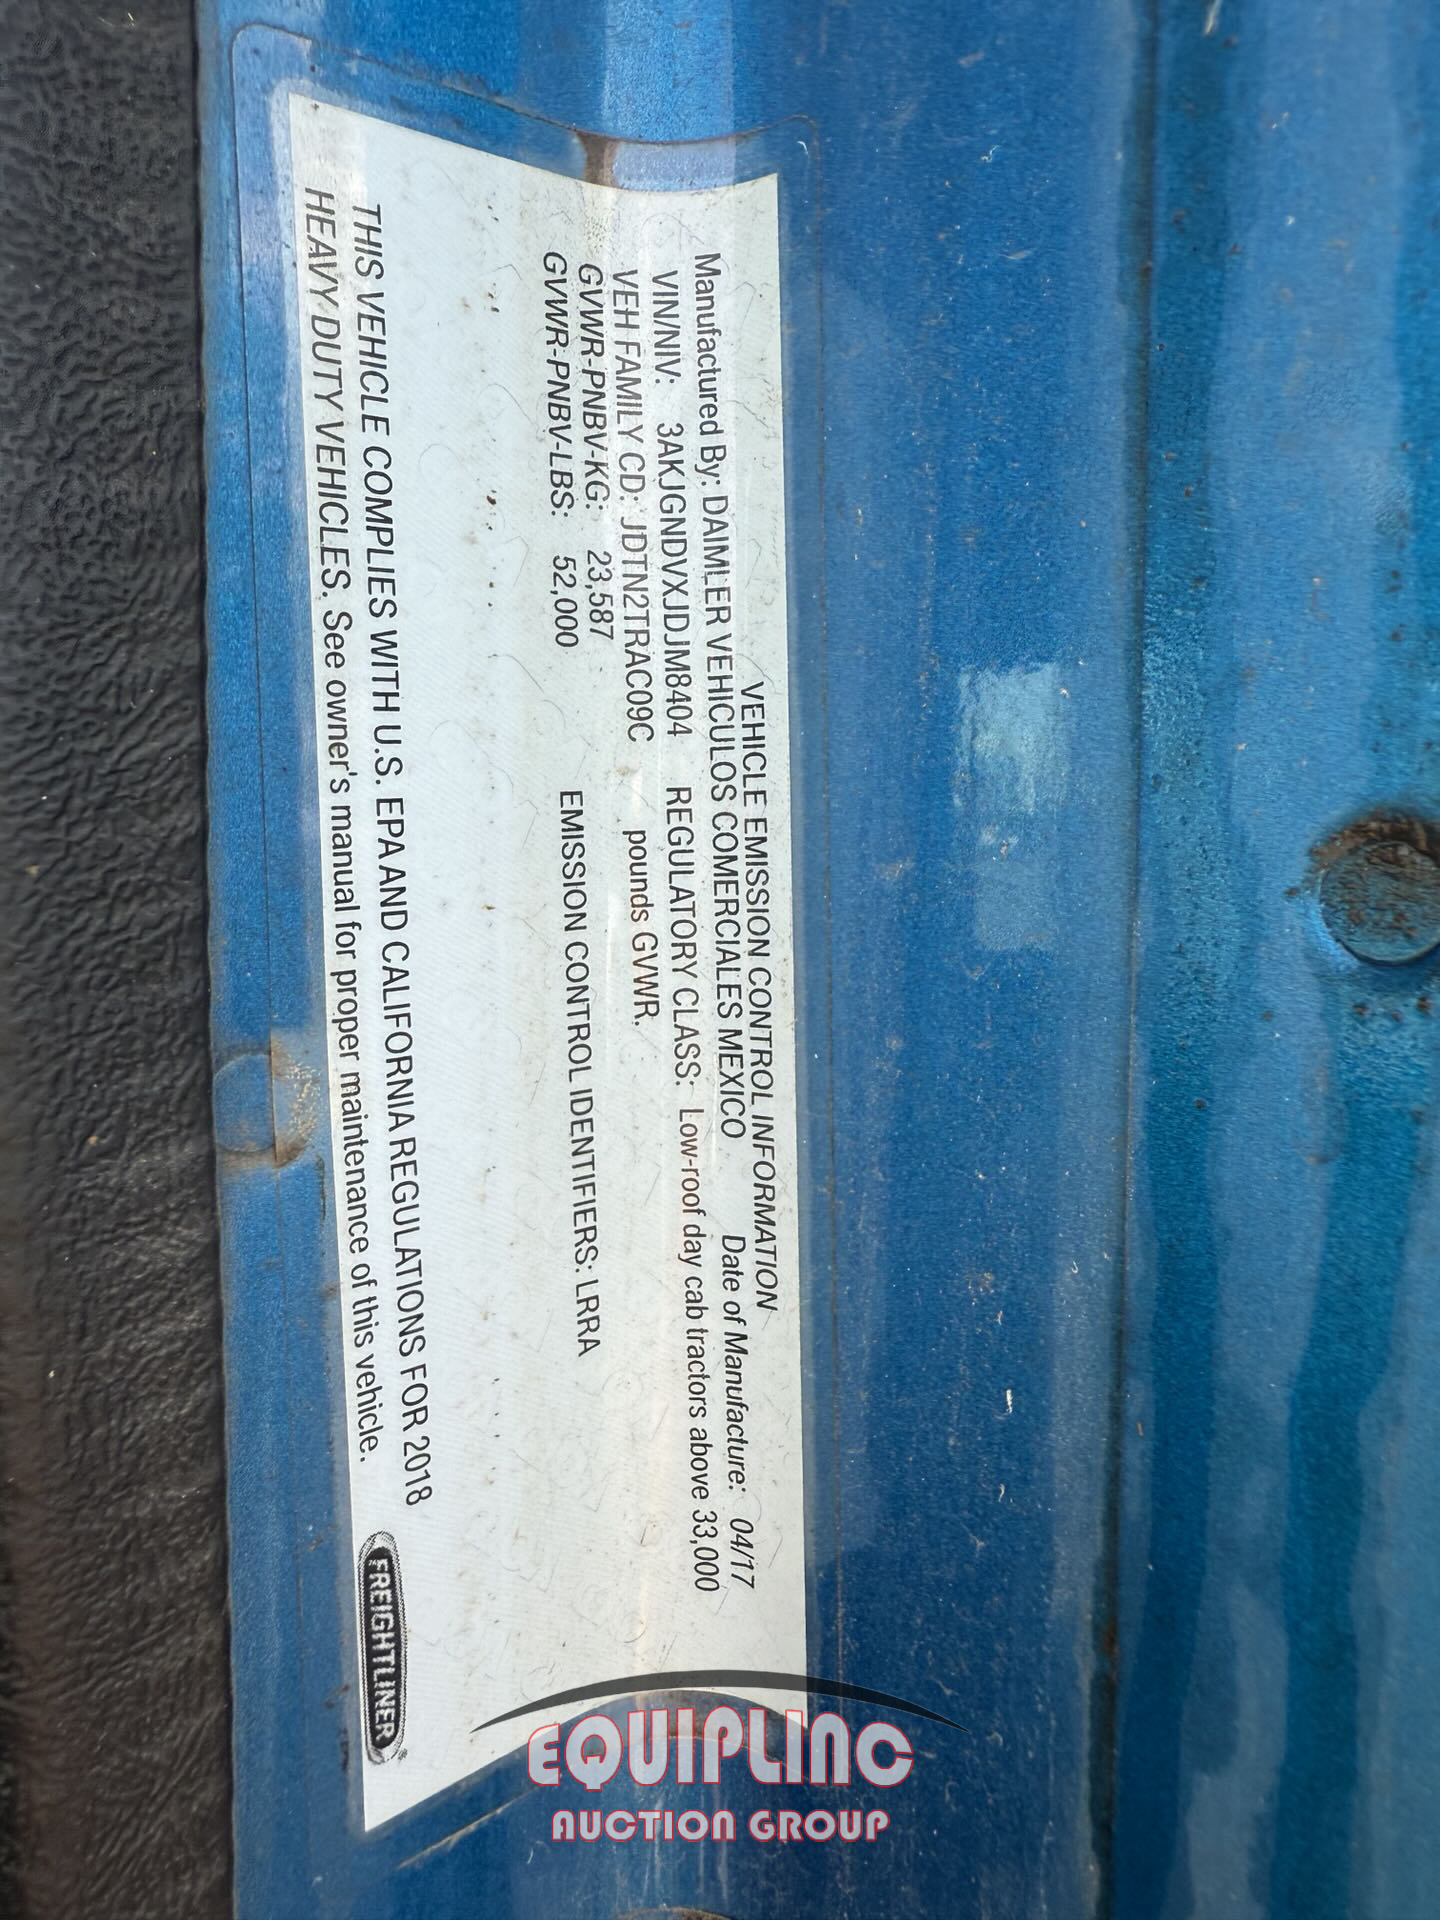 VEHICLE EMISSION CONTROL INFORMATION
Manufactured By: DAIMLER VEHICULOS COMERCIALES MEXICO Date of Manufacture: 04/17
VIN/NIV: 3AKJGNDVXJDJM8404 REGULATORY CLASS: Low-roof day cab tractors above 33,000
VEH FAMILY CD: JDTN2TRAC09C pounds GVWR.
GVWR-PNBV-KG: 23,587
GVWR-PNBV-LBS: 52,000 EMISSION CONTROL IDENTIFIERS: LRRA
THIS VEHICLE COMPLIES WITH U.S. EPA AND CALIFORNIA REGULATIONS FOR 2018
HEAVY-DUTY VEHICLES. See owner's manual for proper maintenance of this vehicle.
FREIGHTLINER
EQUIPLINC
AUCTION GROUP